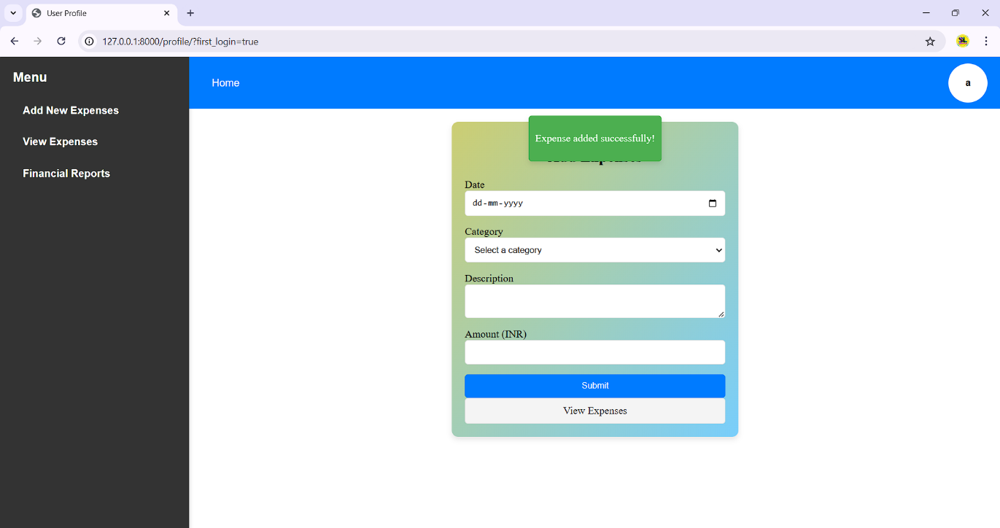 User Profile
127.0.0.1:8000/profile/?first_login=true
Menu
Home
a
Add New Expenses
View Expenses
Financial Reports
Expense added successfully!
Date
dd-mm-yyyy
Category
Select a category
Description
Amount (INR)
Submit
View Expenses